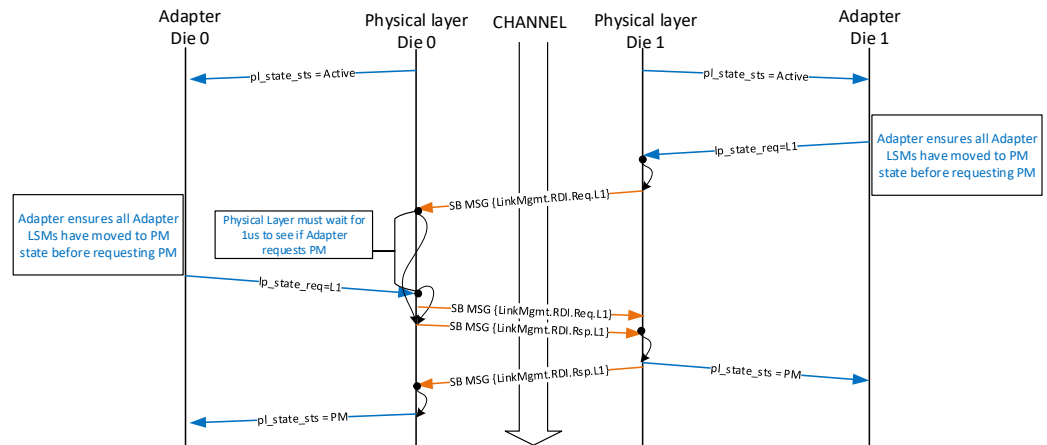 Adapter
Die 0
Physical layer
Die 0
CHANNEL
Physical layer
Die 1
Adapter
Die 1
pl_state_sts = Active
pl_state_sts = Active
lp_state_req=L1
Adapter ensures all Adapter
LSMs have moved to PM
state before requesting PM
SB MSG {LinkMgmt.RDI.Req.L1}
Adapter ensures all Adapter
LSMs have moved to PM
state before requesting PM
Physical Layer must wait for
1us to see if Adapter
requests PM
lp_state_req=L1
SB MSG {LinkMgmt.RDI.Req.L1}
SB MSG {LinkMgmt.RDI.Rsp.L1}
SB MSG {LinkMgmt.RDI.Rsp.L1}
pl_state_sts = PM
pl_state_sts = PM